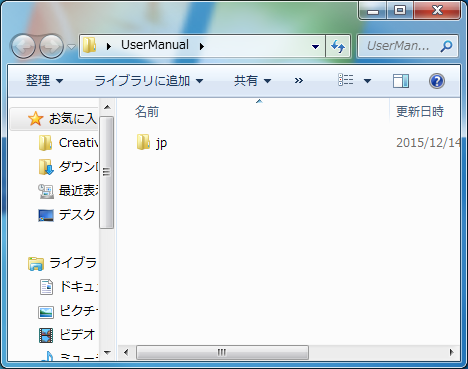 UserManual
UserMan...
整理
ライブラリに追加
共有
»
名前
更新日時
お気に入
jp
2015/12/14
Creativ
ダウンロ
最近表示
デスク
ライブラ
ドキュ
ピクチ
ビデオ
ミュー